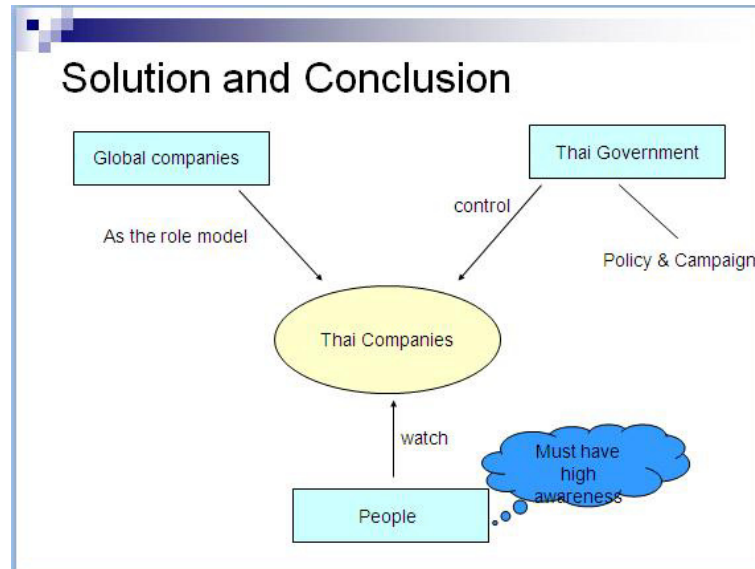 Solution and Conclusion
Global companies
Thai Government
control
As the role model
Policy & Campaign
Thai Companies
watch
Must have
high
awareness
People